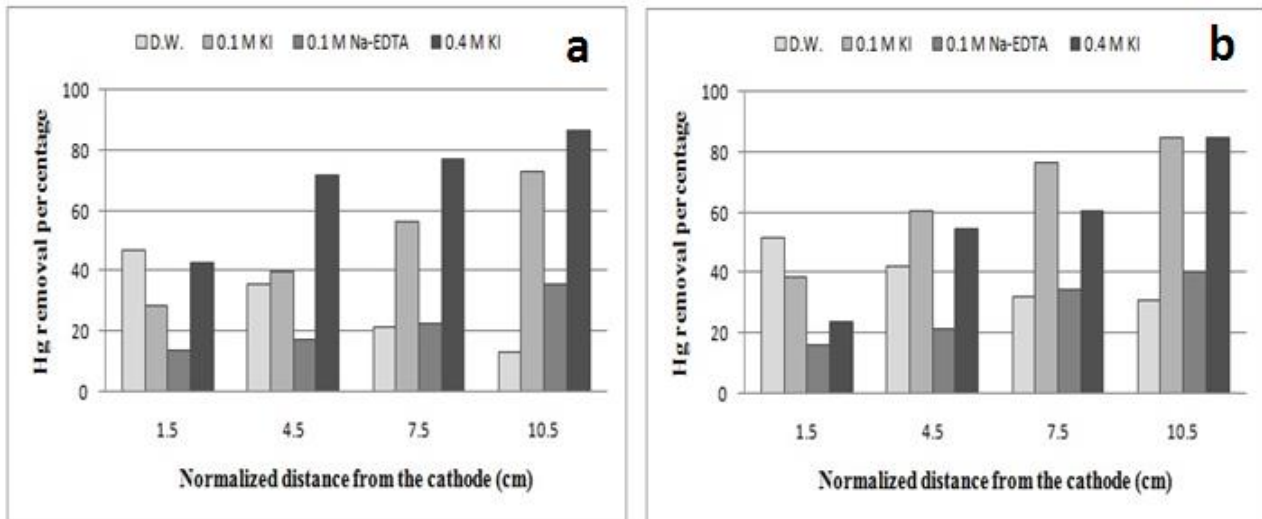 D.W. 0.1 M KI 0.1 M Na-EDTA 0.4 M KI
a
Hg removal percentage
100
80
60
40
20
0
1.5 4.5 7.5 10.5
Normalized distance from the cathode (cm)
D.W. 0.1 M KI 0.1 M Na-EDTA 0.4 M KI
b
Hg removal percentage
100
80
60
40
20
0
1.5 4.5 7.5 10.5
Normalized distance from the cathode (cm)